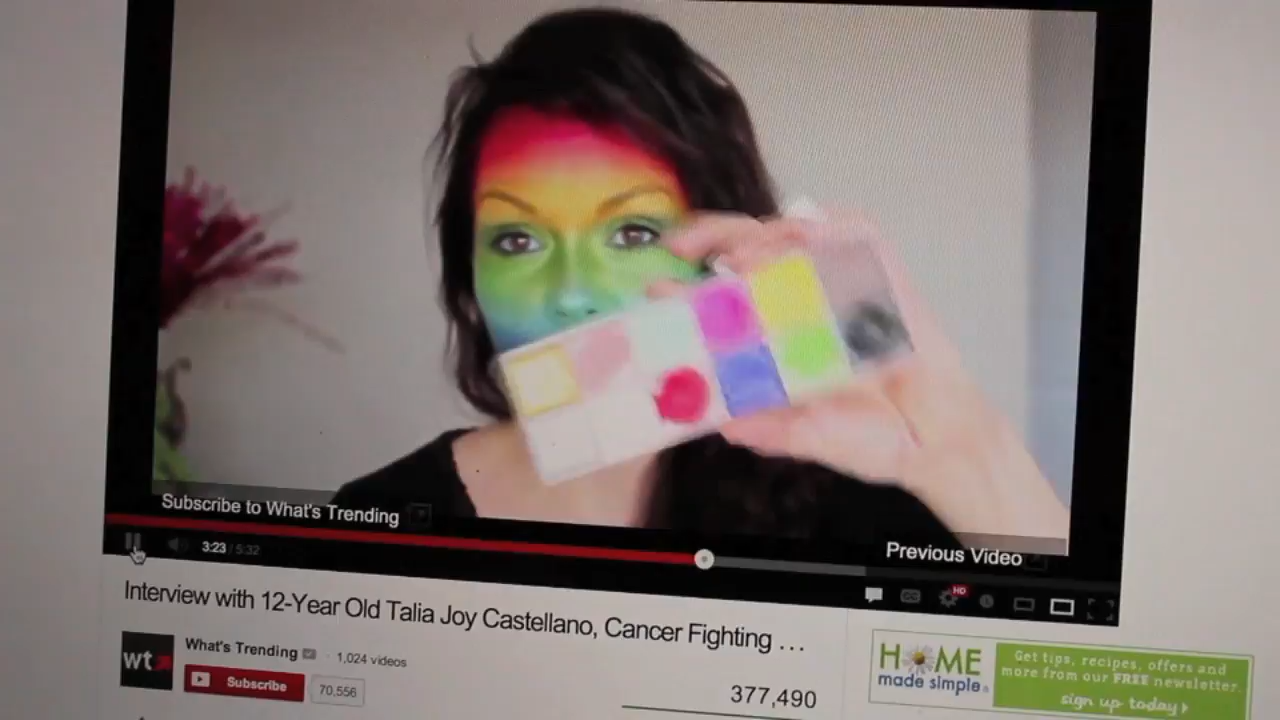 Subscribe to What's Trending
Previous Video
3:23 / 5:32
HD
CC
Interview with 12-Year Old Talia Joy Castellano, Cancer Fighting ...
wt
What's Trending
1,024 videos
Subscribe
70,556
377,490
HOME
made simple
Get tips, recipes, offers and
more from our FREE newsletter.
sign up today